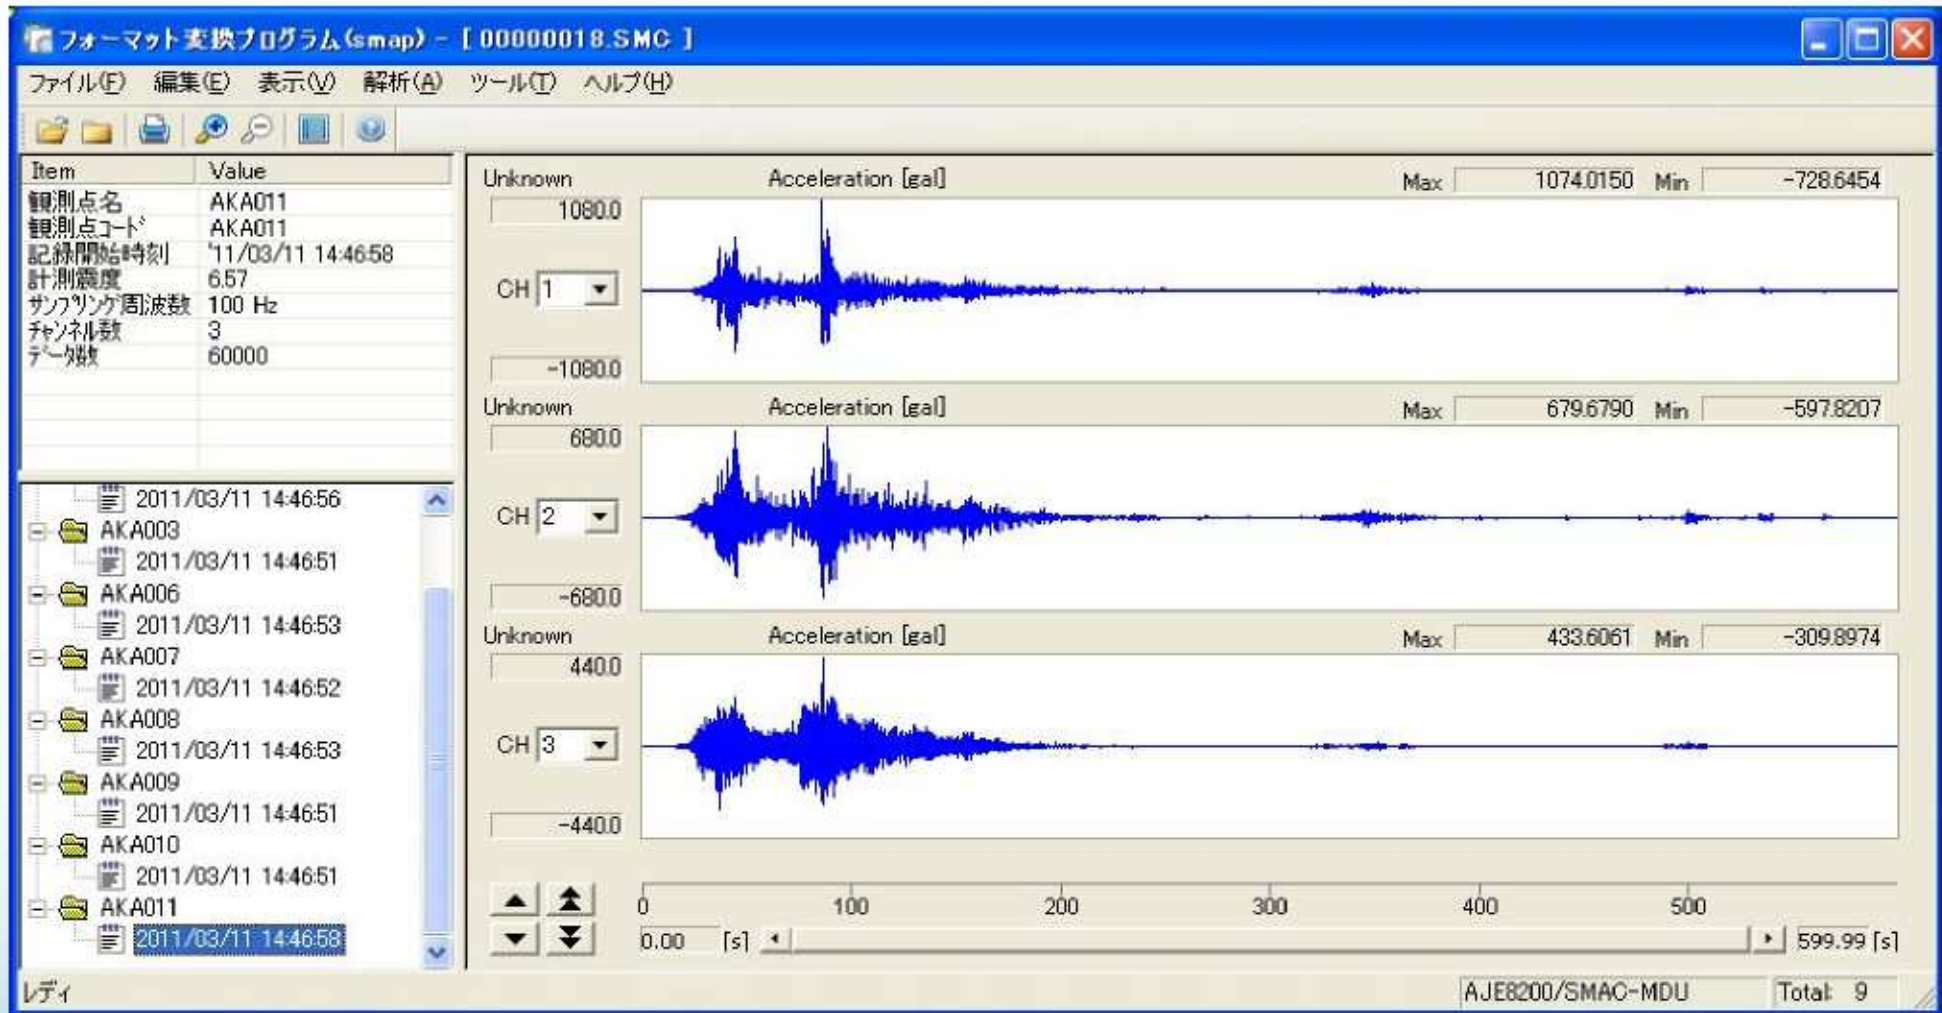 フォーマット変換プログラム(smap) - [ 00000018.SMC ]
ファイル(F) 編集(E) 表示(V) 解析(A) ツール(T) ヘルプ(H)
Item Value
観測点名 AKA011
観測点コード AKA011
記録開始時刻 '11/03/11 14:46:58
計測震度 6.57
サンプリング周波数 100 Hz
チャンネル数 3
データ数 60000
2011/03/11 14:46:56
AKA003
2011/03/11 14:46:51
AKA006
2011/03/11 14:46:53
AKA007
2011/03/11 14:46:52
AKA008
2011/03/11 14:46:53
AKA009
2011/03/11 14:46:51
AKA010
2011/03/11 14:46:51
AKA011
2011/03/11 14:46:58
Unknown Acceleration [gal] Max 1074.0150 Min -728.6454
1080.0
CH 1
-1080.0
Unknown Acceleration [gal] Max 679.6790 Min -597.8207
680.0
CH 2
-680.0
Unknown Acceleration [gal] Max 433.6061 Min -309.8974
440.0
CH 3
-440.0
0 100 200 300 400 500
0.00 [s] 599.99 [s]
レディ AJE8200/SMAC-MDU Total: 9